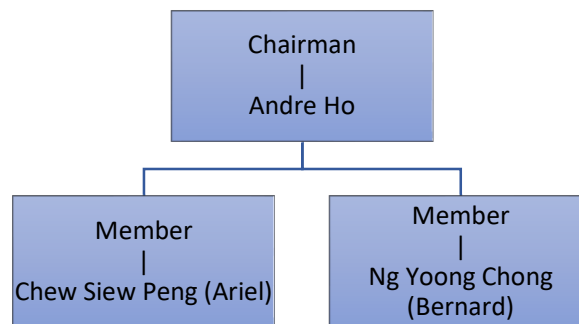 Chairman
|
Andre Ho
Member
|
Chew Siew Peng (Ariel)
Member
|
Ng Yoong Chong
(Bernard)